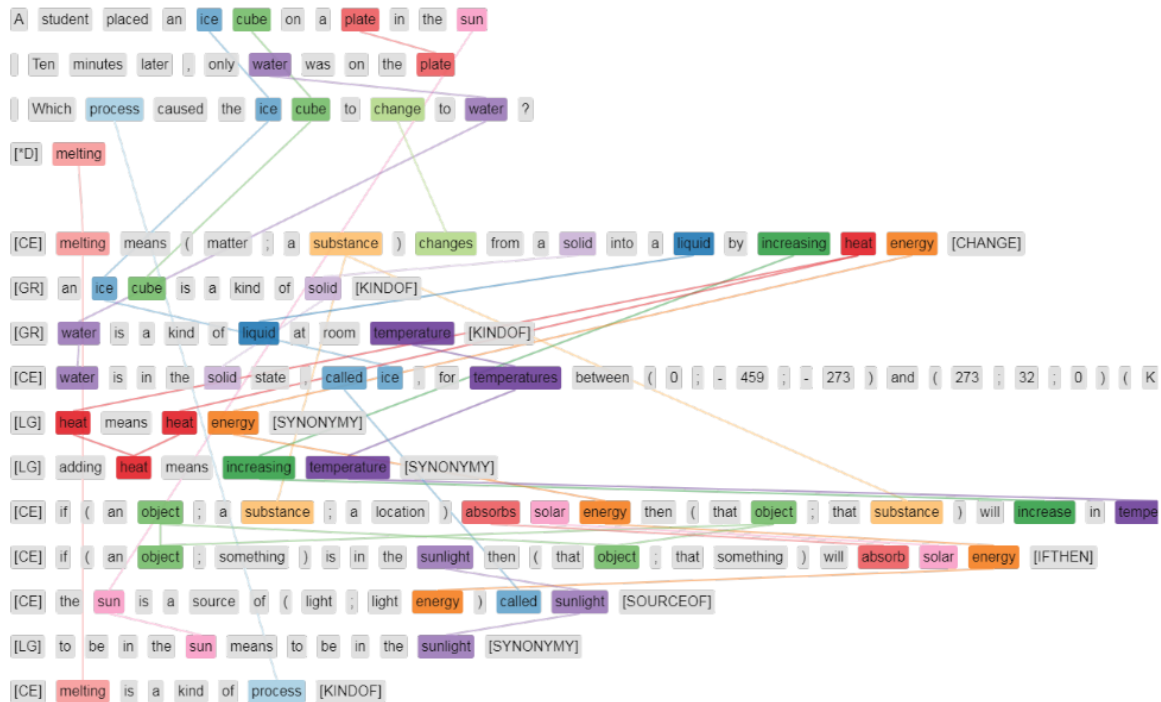 A student placed an ice cube on a plate in the sun
Ten minutes later , only water was on the plate
Which process caused the ice cube to change to water ?
[*D] melting
[CE] melting means ( matter ; a substance ) changes from a solid into a liquid by increasing heat energy [CHANGE]
[GR] an ice cube is a kind of solid [KINDOF]
[GR] water is a kind of liquid at room temperature [KINDOF]
[CE] water is in the solid state , called ice , for temperatures between ( 0 ; - 459 ; - 273 ) and ( 273 ; 32 ; 0 ) ( K
[LG] heat means heat energy [SYNONYMY]
[LG] adding heat means increasing temperature [SYNONYMY]
[CE] if ( an object ; a substance ; a location ) absorbs solar energy then ( that object ; that substance ) will increase in tempe
[CE] if ( an object ; something ) is in the sunlight then ( that object ; that something ) will absorb solar energy [IFTHEN]
[CE] the sun is a source of ( light ; light energy ) called sunlight [SOURCEOF]
[LG] to be in the sun means to be in the sunlight [SYNONYMY]
[CE] melting is a kind of process [KINDOF]